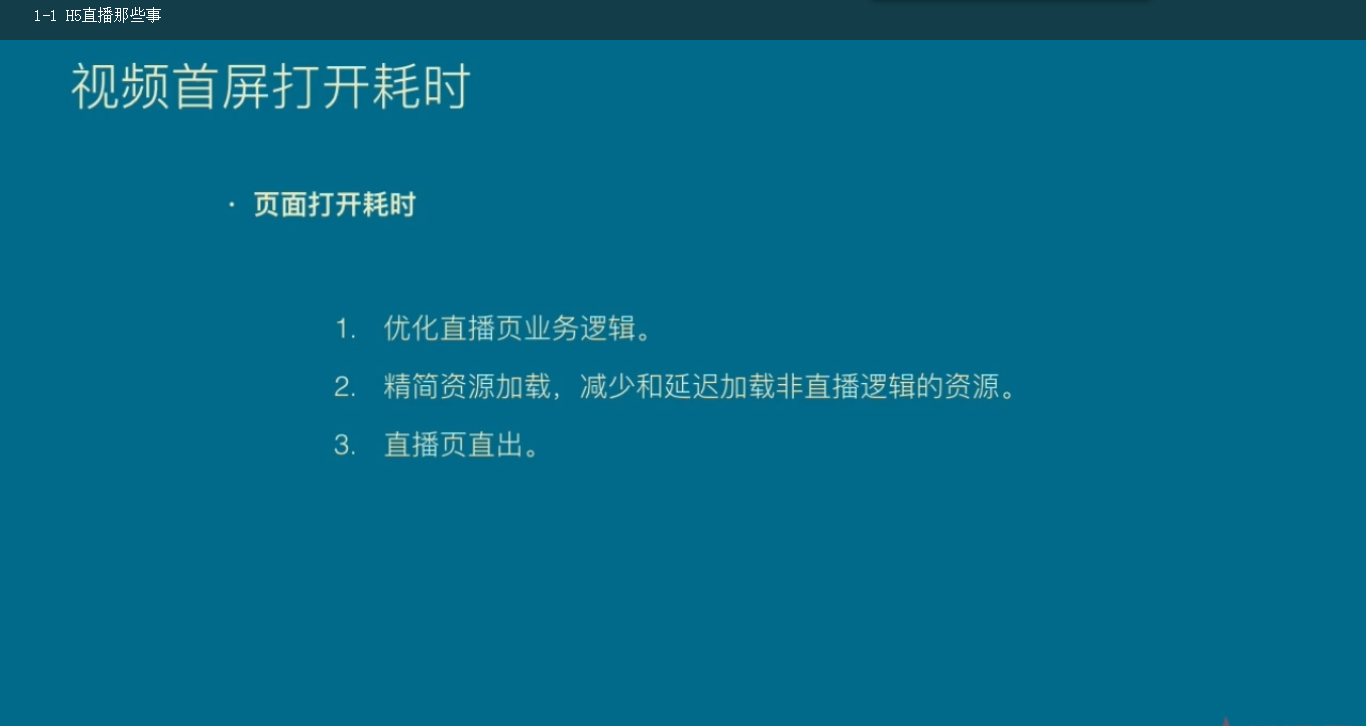 1-1 H5直播那些事
视频首屏打开耗时
· 页面打开耗时
1. 优化直播页业务逻辑。
2. 精简资源加载，减少和延迟加载非直播逻辑的资源。
3. 直播页直出。